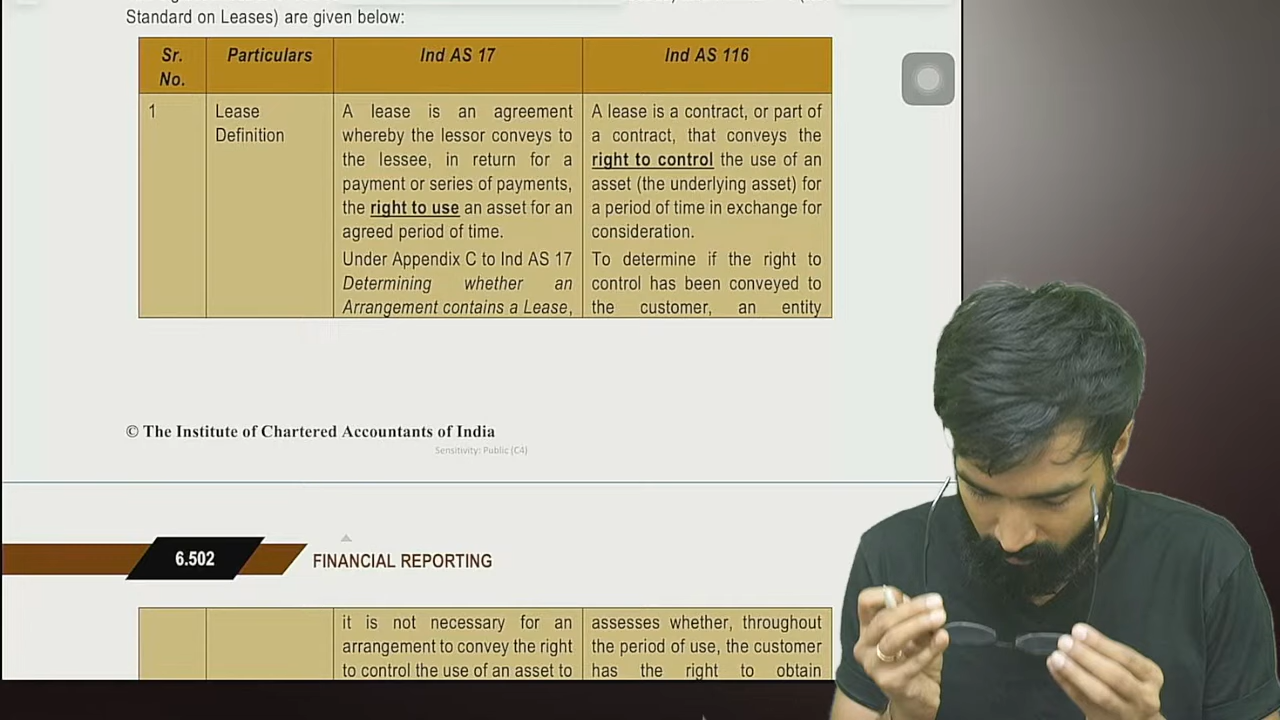 Standard on Leases) are given below:
Sr. No.
Particulars
Ind AS 17
Ind AS 116
1
Lease
Definition
A lease is an agreement
whereby the lessor conveys to
the lessee, in return for a
payment or series of payments,
the right to use an asset for an
agreed period of time.
Under Appendix C to Ind AS 17
Determining whether an
Arrangement contains a Lease,
A lease is a contract, or part of
a contract, that conveys the
right to control the use of an
asset (the underlying asset) for
a period of time in exchange for
consideration.
To determine if the right to
control has been conveyed to
the customer, an entity
© The Institute of Chartered Accountants of India
Sensitivity: Public (C4)
6.502
FINANCIAL REPORTING
it is not necessary for an
arrangement to convey the right
to control the use of an asset to
assesses whether, throughout
the period of use, the customer
has the right to obtain